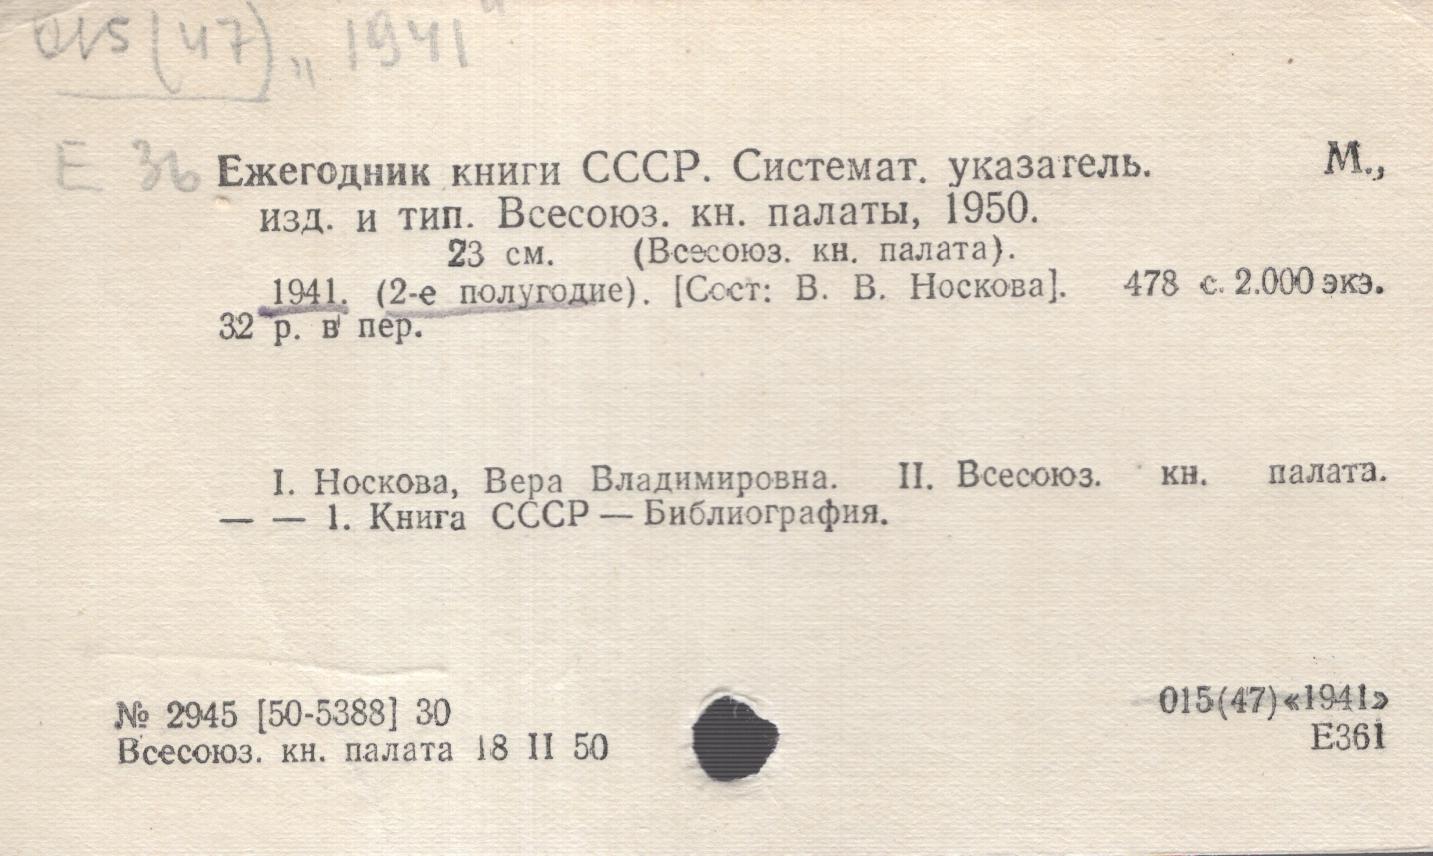 015(47) „1941"
Е 36
Ежегодник книги СССР. Системат. указатель. М.,
изд. и тип. Всесоюз. кн. палаты, 1950.
23 см. (Всесоюз. кн. палата).
1941. (2-е полугодие). [Сост: В. В. Носкова]. 478 с. 2.000 экз.
32 р. в пер.
I. Носкова, Вера Владимировна. II. Всесоюз. кн. палата.
— — 1. Книга СССР — Библиография.
№ 2945 [50-5388] 30
Всесоюз. кн. палата 18 II 50
015(47)«1941»
Е361